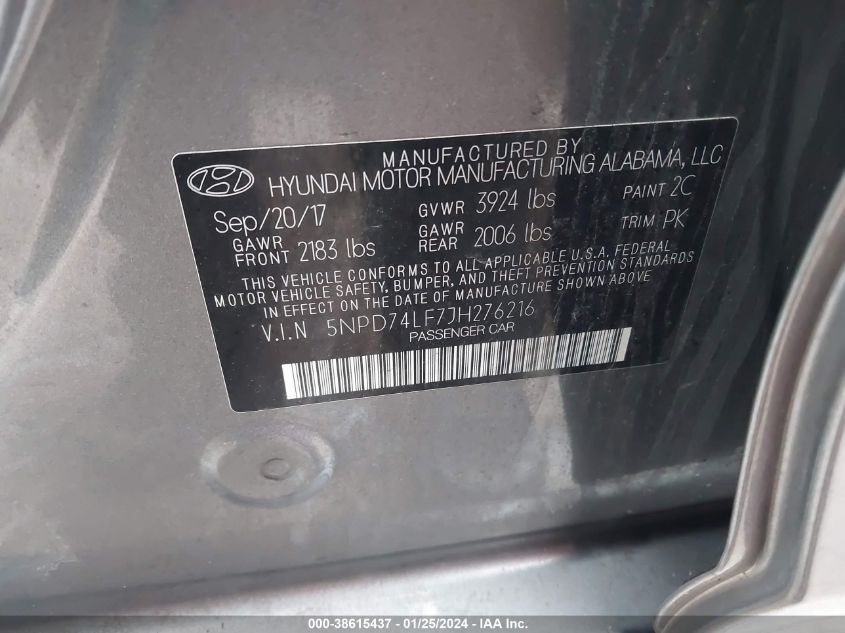 MANUFACTURED BY
HYUNDAI MOTOR MANUFACTURING ALABAMA, LLC
Sep/20/17 GVWR 3924 lbs PAINT 2C
GAWR FRONT 2183 lbs GAWR REAR 2006 lbs TRIM PK
THIS VEHICLE CONFORMS TO ALL APPLICABLE U.S.A. FEDERAL
MOTOR VEHICLE SAFETY, BUMPER, AND THEFT PREVENTION STANDARDS
IN EFFECT ON THE DATE OF MANUFACTURE SHOWN ABOVE
V.I.N 5NPD74LF7JH276216
PASSENGER CAR
000-38615437 - 01/25/2024 - I.A.A. Inc.